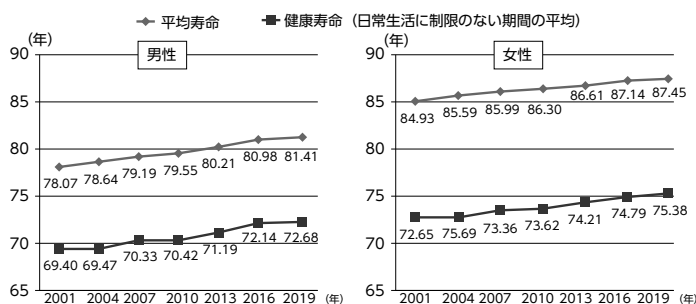 平均寿命 健康寿命（日常生活に制限のない期間の平均）
(年)
男性
90
85
80
75
70
65
78.07 78.64 79.19 79.55 80.21 80.98 81.41
69.40 69.47 70.33 70.42 71.19 72.14 72.68
2001 2004 2007 2010 2013 2016 2019 (年)
(年)
女性
90
85
80
75
70
65
84.93 85.59 85.99 86.30 86.61 87.14 87.45
72.65 75.69 73.36 73.62 74.21 74.79 75.38
2001 2004 2007 2010 2013 2016 2019 (年)